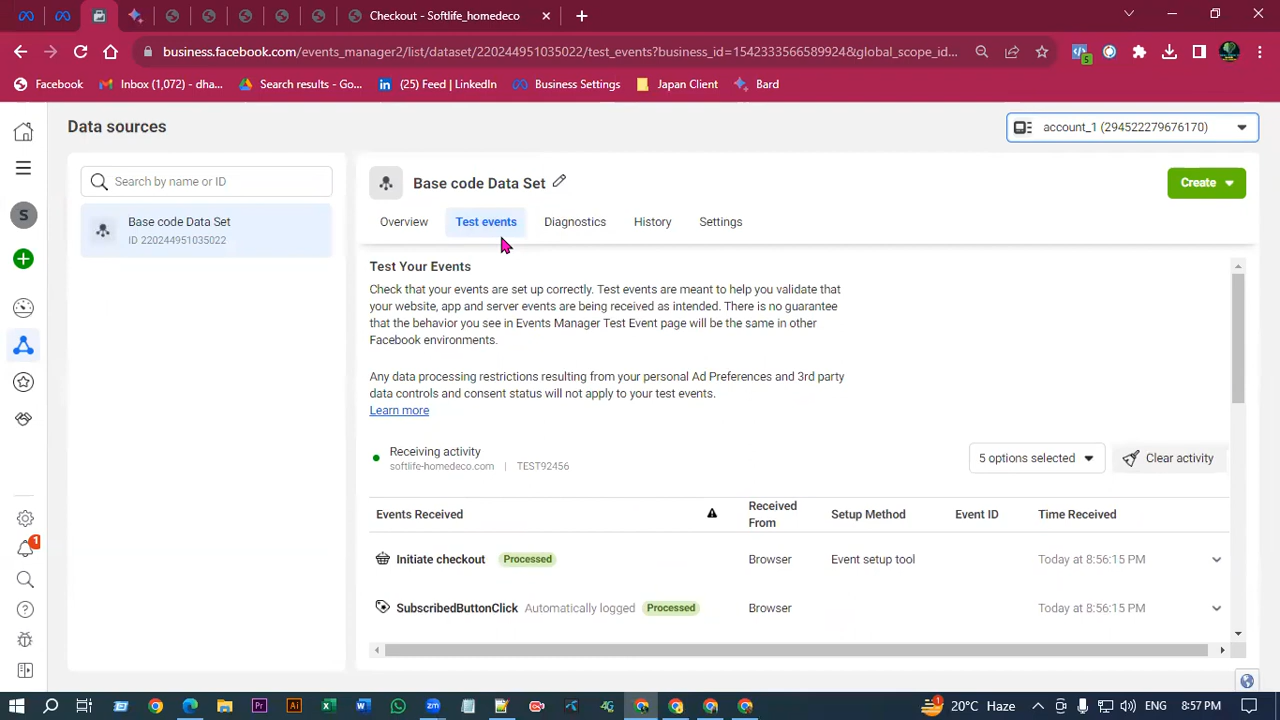 Checkout - Softlife_homedeco
business.facebook.com/events_manager2/list/dataset/220244951035022/test_events?business_id=1542333566589924&global_scope_id...
5
Facebook
Inbox (1,072) - dha...
Search results - Go...
(25) Feed | LinkedIn
Business Settings
Japan Client
Bard
Data sources
account_1 (294522279676170)
Search by name or ID
Base code Data Set
ID 220244951035022
S
Base code Data Set
Create
Overview
Test events
Diagnostics
History
Settings
Test Your Events
Check that your events are set up correctly. Test events are meant to help you validate that
your website, app and server events are being received as intended. There is no guarantee
that the behavior you see in Events Manager Test Event page will be the same in other
Facebook environments.
Any data processing restrictions resulting from your personal Ad Preferences and 3rd party
data controls and consent status will not apply to your test events.
Learn more
Receiving activity
softlife-homedeco.com | TEST92456
5 options selected
Clear activity
Events Received
Received
From
Setup Method
Event ID
Time Received
Initiate checkout Processed
Browser
Event setup tool
Today at 8:56:15 PM
SubscribedButtonClick Automatically logged Processed
Browser
Today at 8:56:15 PM
1
1
20°C Haze
ENG
8:57 PM